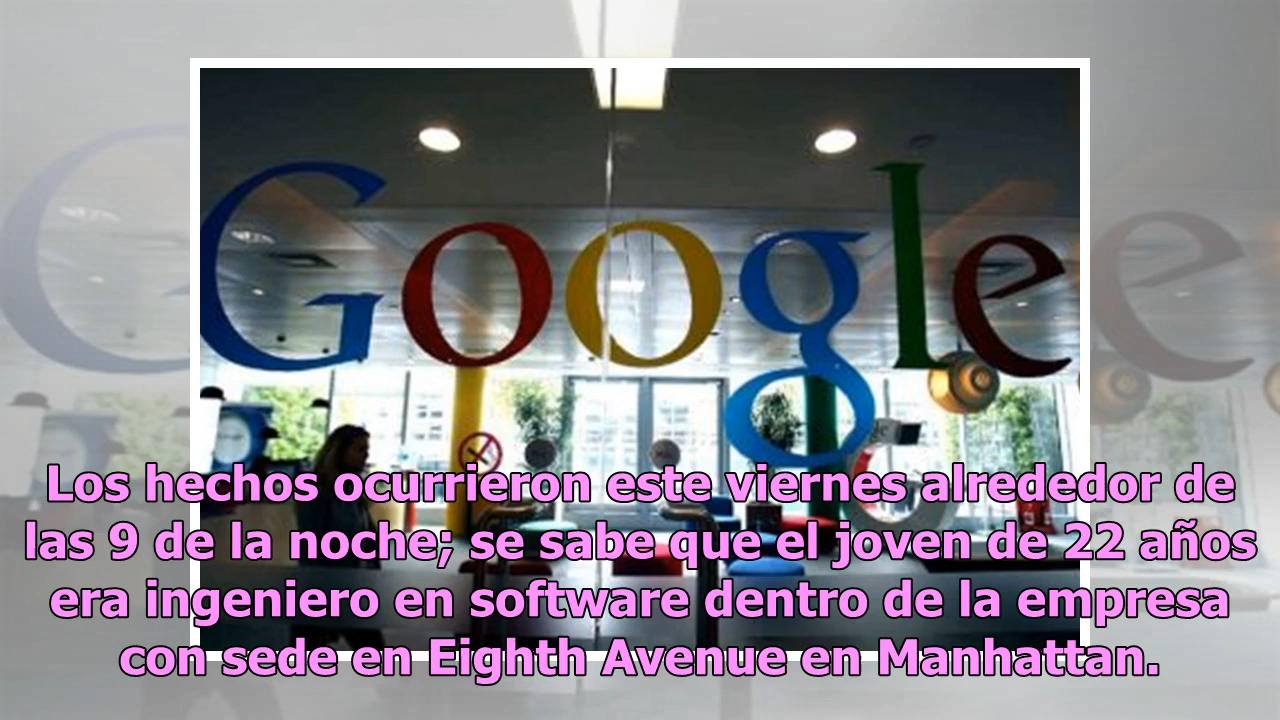 Google
Los hechos ocurrieron este viernes alrededor de
las 9 de la noche; se sabe que el joven de 22 años
era ingeniero en software dentro de la empresa
con sede en Eighth Avenue en Manhattan.